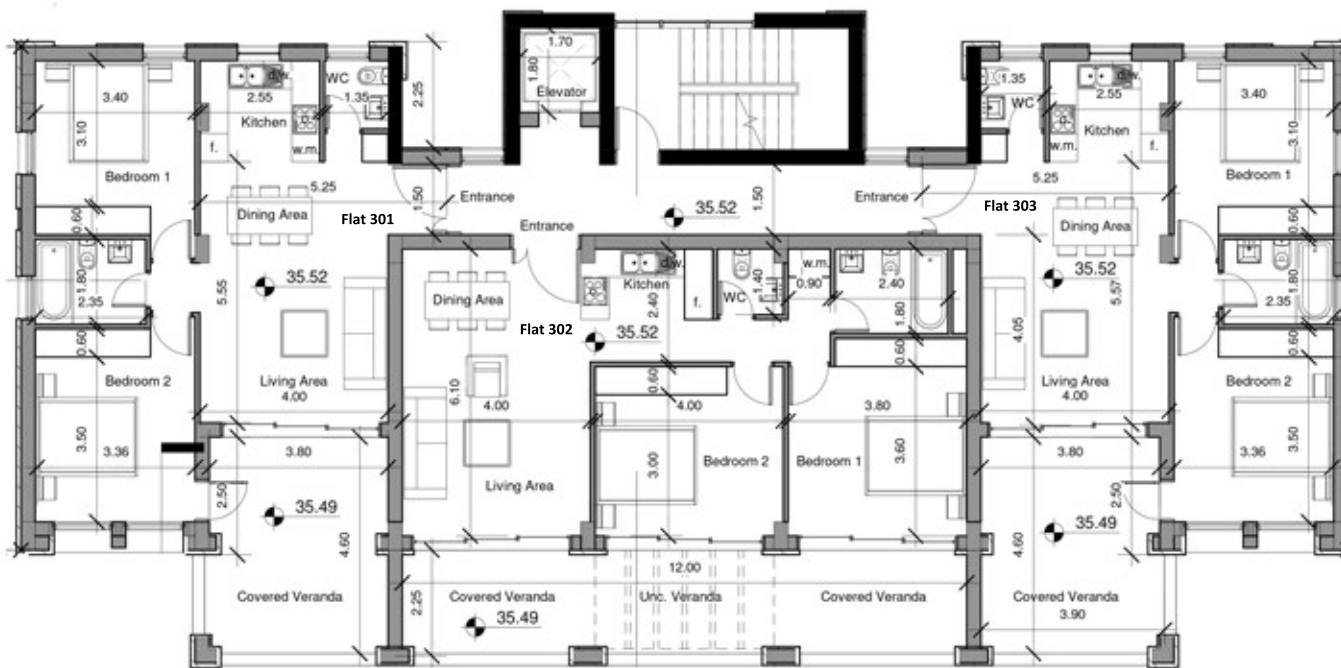 1.70
1.80
Elevator
WC
d.w.
3.40
2.55
1.35
Kitchen
2.25
3.10
f.
w.m.
Bedroom 1
5.25
0.60
Dining Area
Flat 301
1.50
Entrance
Entrance
35.52
1.50
Entrance
1.80
2.35
5.55
35.52
0.60
Bedroom 2
Living Area
4.00
3.50
3.36
3.80
2.50
35.49
4.60
Covered Veranda
Dining Area
Flat 302
Kitchen
d.w.
2.40
f.
35.52
WC
1.40
w.m.
0.90
2.40
1.80
6.10
4.00
0.60
4.00
0.60
3.80
3.00
Bedroom 2
Bedroom 1
3.60
Living Area
12.00
2.25
Covered Veranda
Unc. Veranda
Covered Veranda
35.49
1.35
WC
d.w.
2.55
Kitchen
w.m.
f.
3.40
3.10
Bedroom 1
5.25
Flat 303
Dining Area
0.60
35.52
5.57
1.80
2.35
4.05
0.60
Living Area
4.00
Bedroom 2
3.50
3.36
3.80
2.50
35.49
4.60
Covered Veranda
3.90